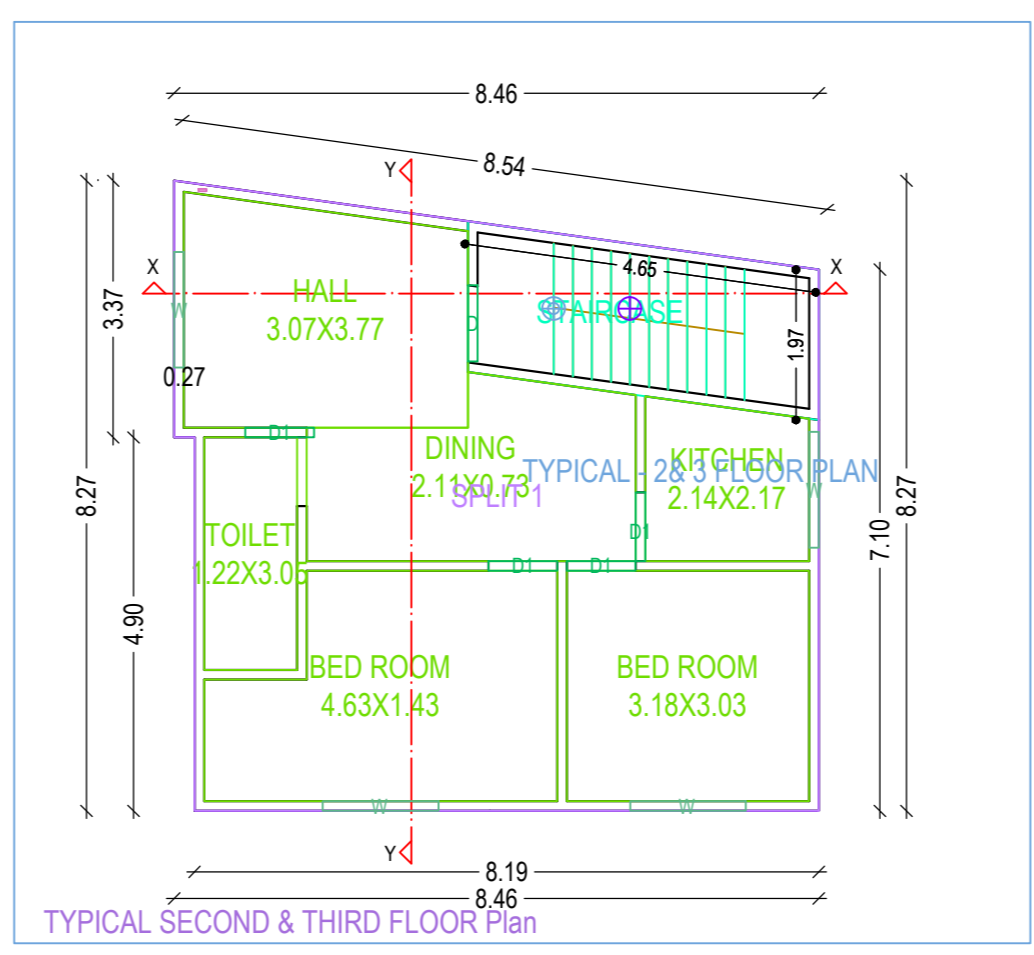 8.46
8.54
Y
X
X
4.65
HALL
3.07X3.77
W
D
STAIRCASE
3.37
1.97
0.27
D1
DINING
2.11X0.73
KITCHEN
2.14X2.17
TYPICAL - 2& 3 FLOOR PLAN
SPLIT 1
W
8.27
8.27
7.10
TOILET
D1
D1
D1
4.90
BED ROOM
4.63X1.43
BED ROOM
3.18X3.03
W
W
Y
8.19
8.46
TYPICAL SECOND & THIRD FLOOR Plan